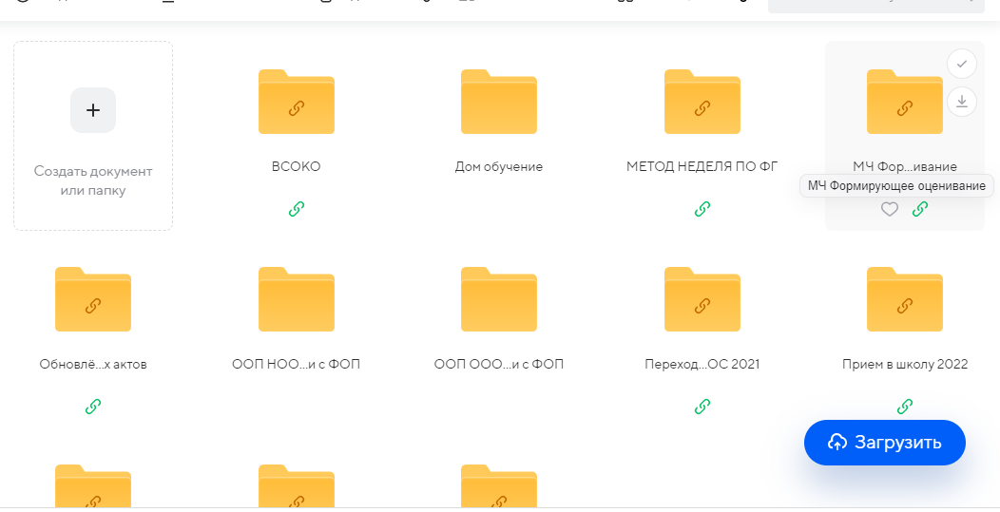 Создать документ
или папку
ВСОКО
Дом обучение
МЕТОД НЕДЕЛЯ ПО ФГ
МЧ Фор...ивание
МЧ Формирующее оценивание
Обновлё...х актов
ООП НОО...и с ФОП
ООП ООО...и с ФОП
Переход...ОС 2021
Прием в школу 2022
Загрузить